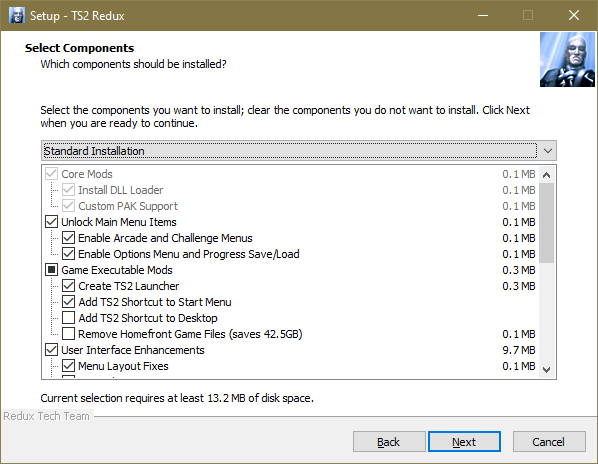 Setup - TS2 Redux
Select Components
Which components should be installed?
Select the components you want to install; clear the components you do not want to install. Click Next
when you are ready to continue.
Standard Installation
Core Mods 0.1 MB
Install DLL Loader 0.1 MB
Custom PAK Support 0.1 MB
Unlock Main Menu Items 0.1 MB
Enable Arcade and Challenge Menus 0.1 MB
Enable Options Menu and Progress Save/Load 0.1 MB
Game Executable Mods 0.3 MB
Create TS2 Launcher 0.3 MB
Add TS2 Shortcut to Start Menu
Add TS2 Shortcut to Desktop
Remove Homefront Game Files (saves 42.5GB) 0.1 MB
User Interface Enhancements 9.7 MB
Menu Layout Fixes 0.1 MB
Current selection requires at least 13.2 MB of disk space.
Redux Tech Team
Back Next Cancel